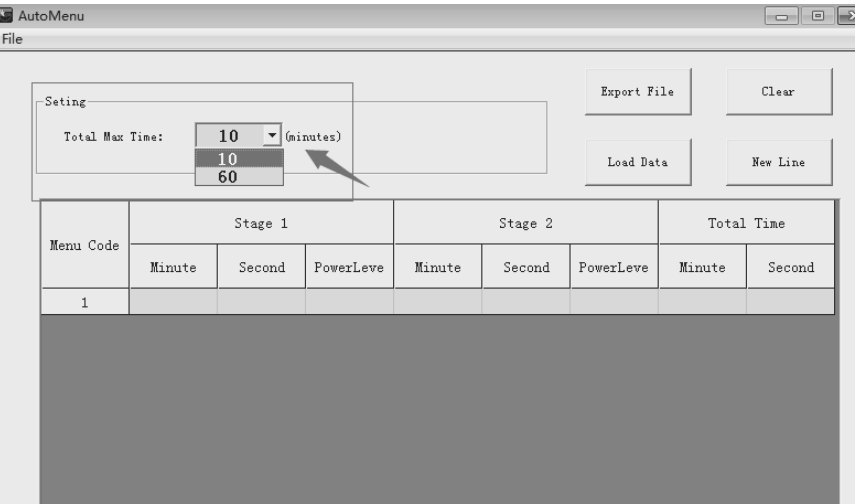 AutoMenu
File
Seting
Total Max Time: 10 (minutes)
10
60
Export File
Clear
Load Data
New Line
Menu Code
Stage 1
Stage 2
Total Time
Minute Second PowerLeve Minute Second PowerLeve Minute Second
1